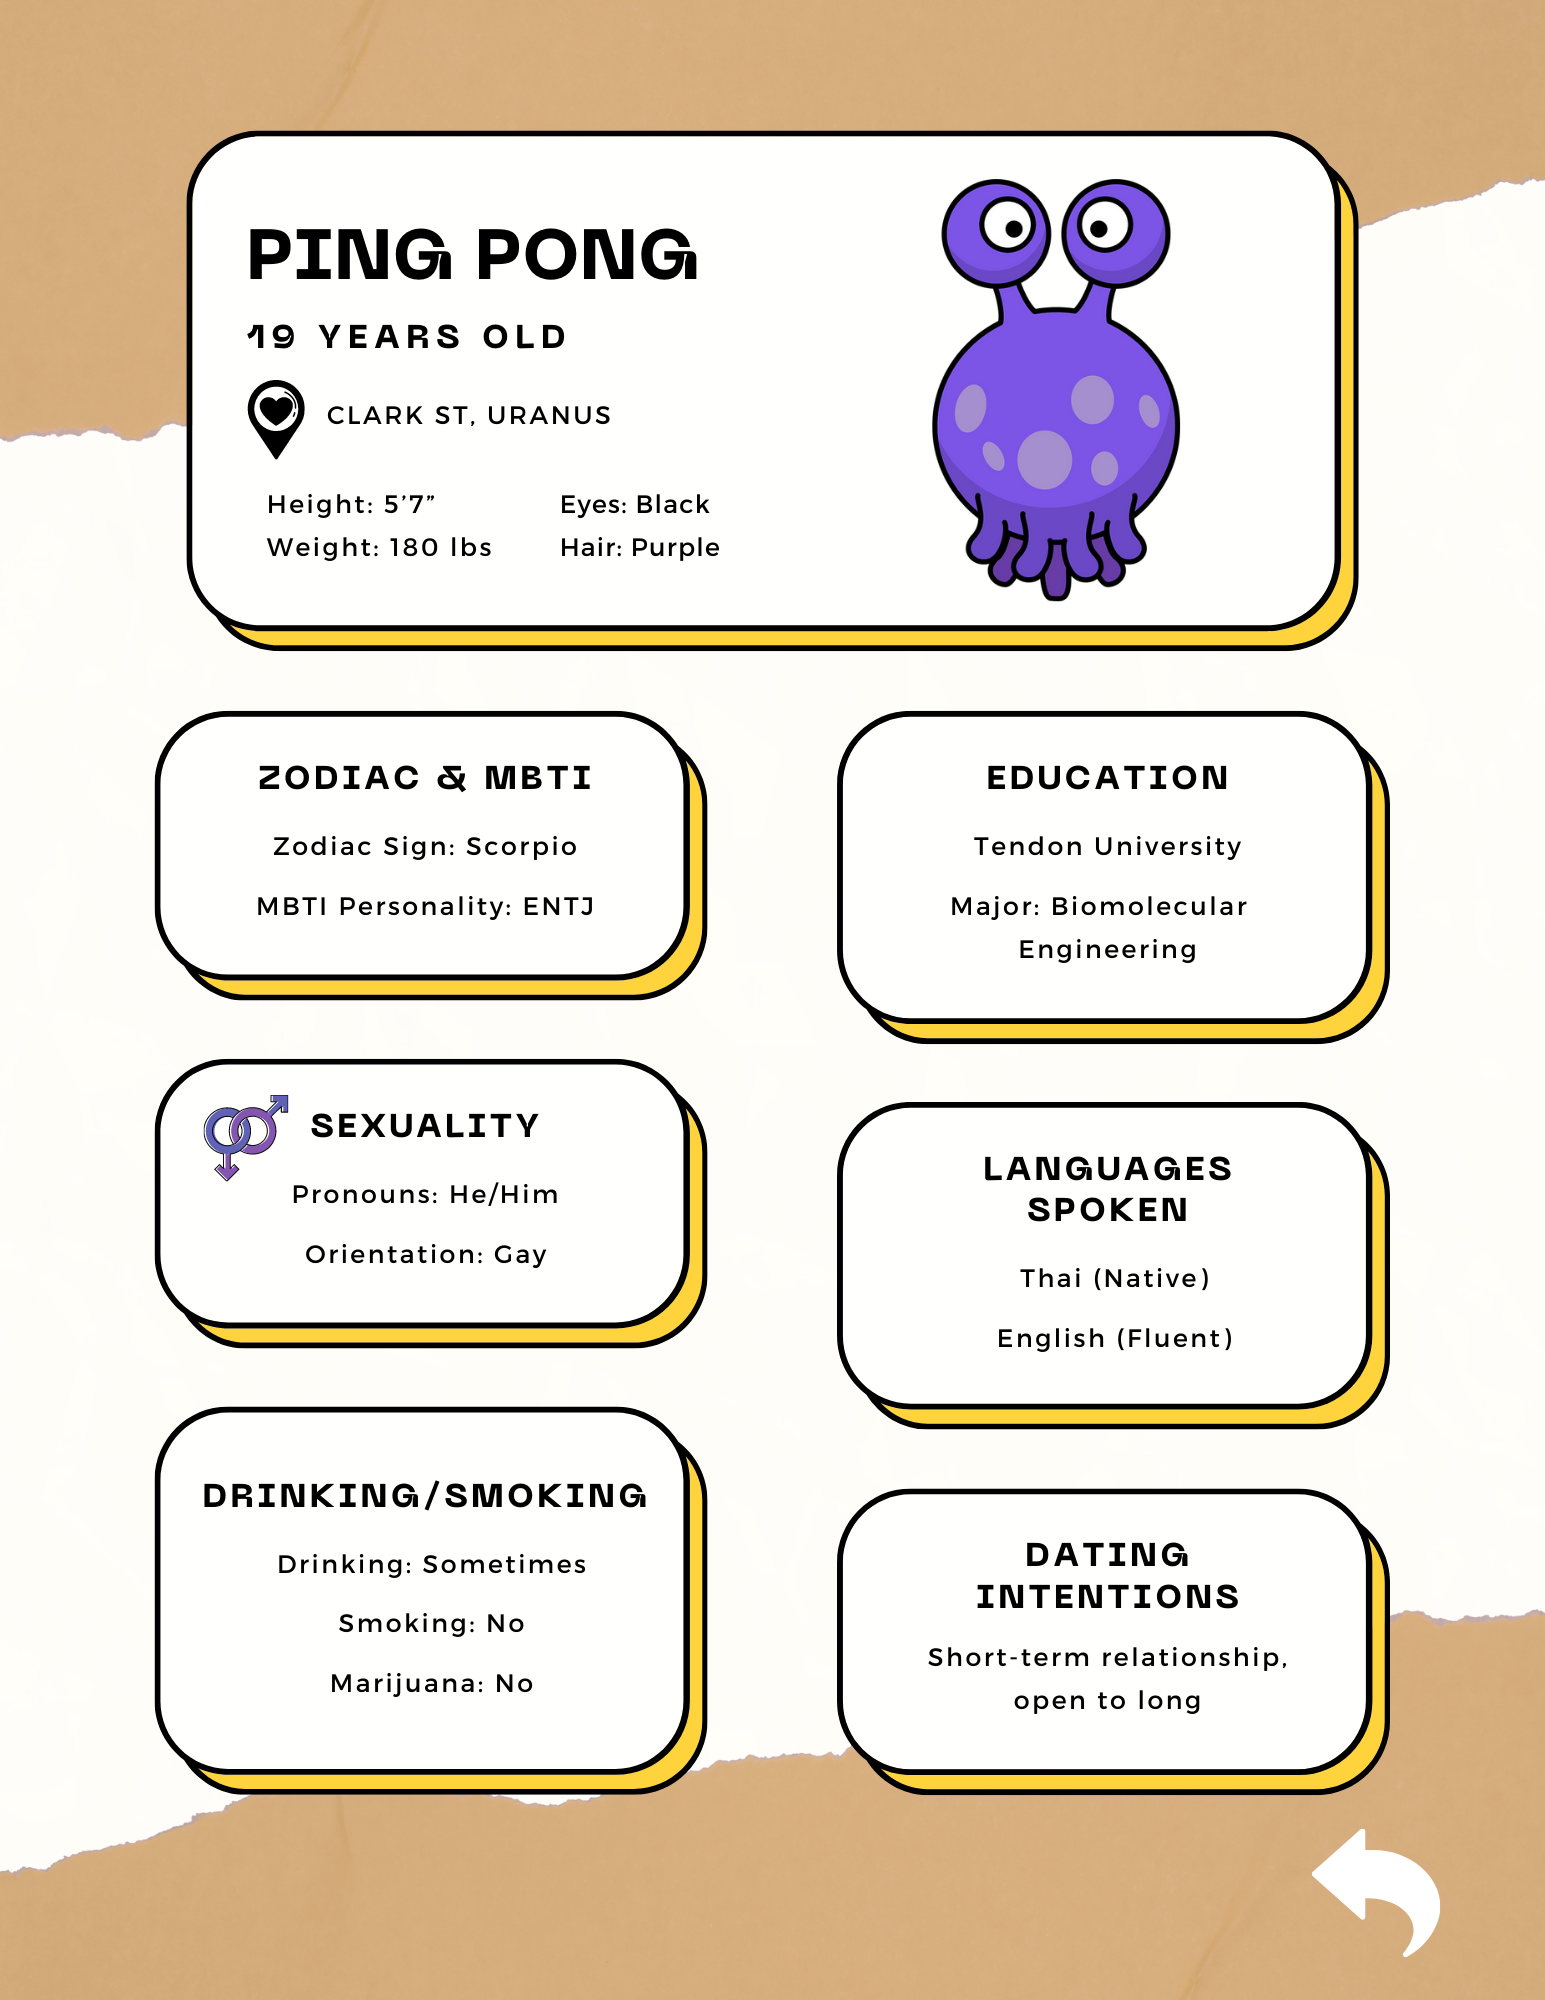 PING PONG
19 YEARS OLD
CLARK ST, URANUS
Height: 5’7”
Weight: 180 lbs
Eyes: Black
Hair: Purple
ZODIAC & MBTI
Zodiac Sign: Scorpio
MBTI Personality: ENTJ
SEXUALITY
Pronouns: He/Him
Orientation: Gay
DRINKING/SMOKING
Drinking: Sometimes
Smoking: No
Marijuana: No
EDUCATION
Tendon University
Major: Biomolecular
Engineering
LANGUAGES
SPOKEN
Thai (Native)
English (Fluent)
DATING
INTENTIONS
Short-term relationship,
open to long